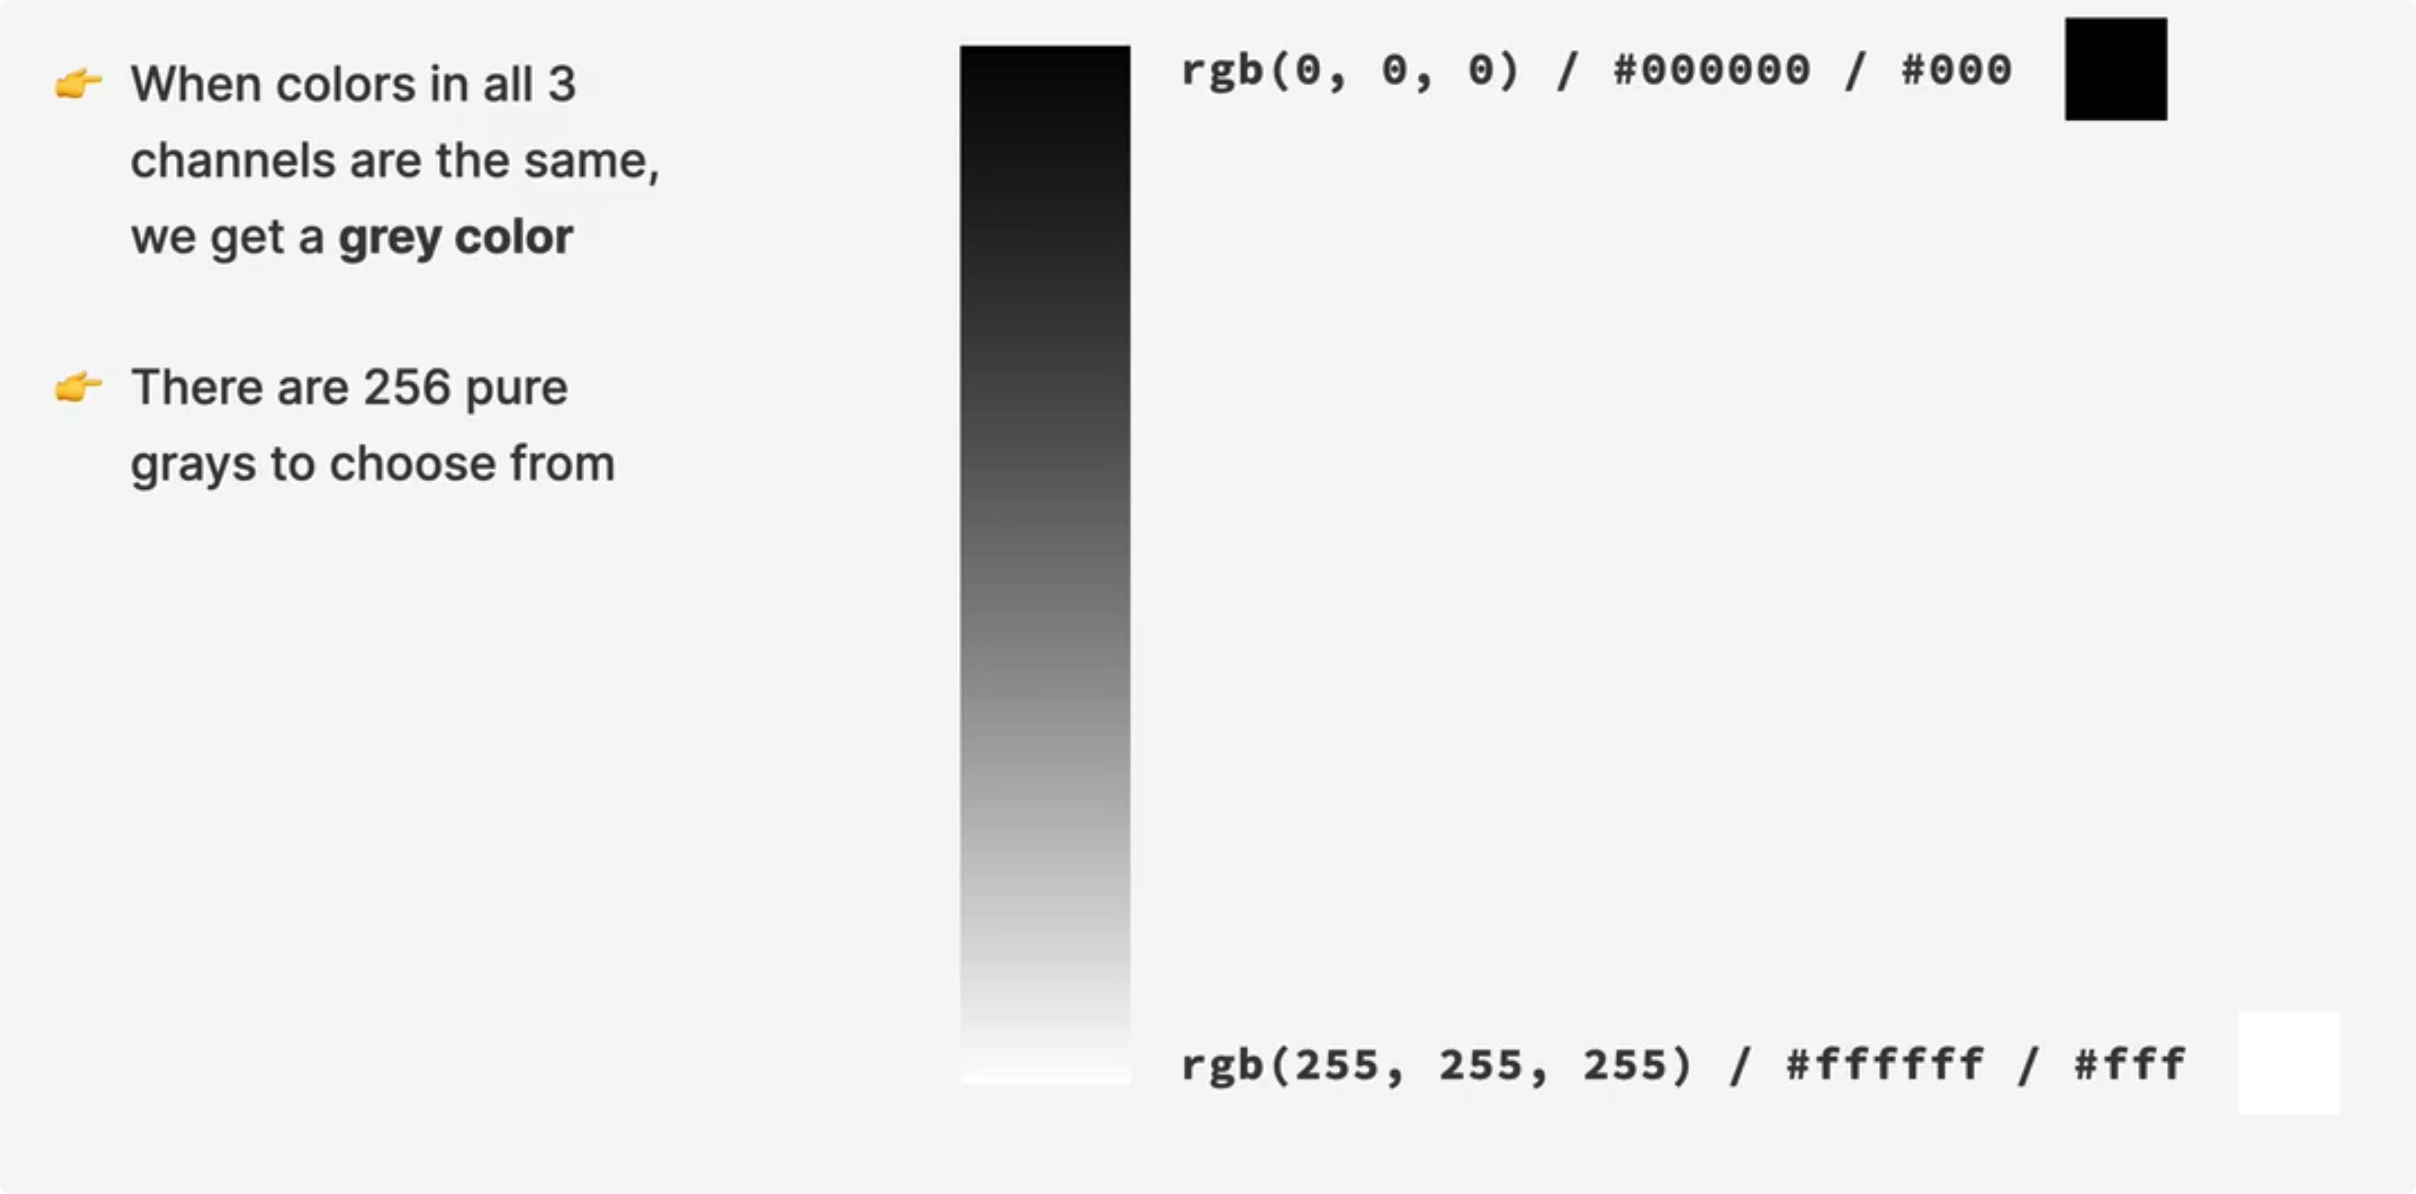 👉 When colors in all 3
channels are the same,
we get a grey color
👉 There are 256 pure
grays to choose from
rgb(0, 0, 0) / #000000 / #000
rgb(255, 255, 255) / #ffffff / #fff